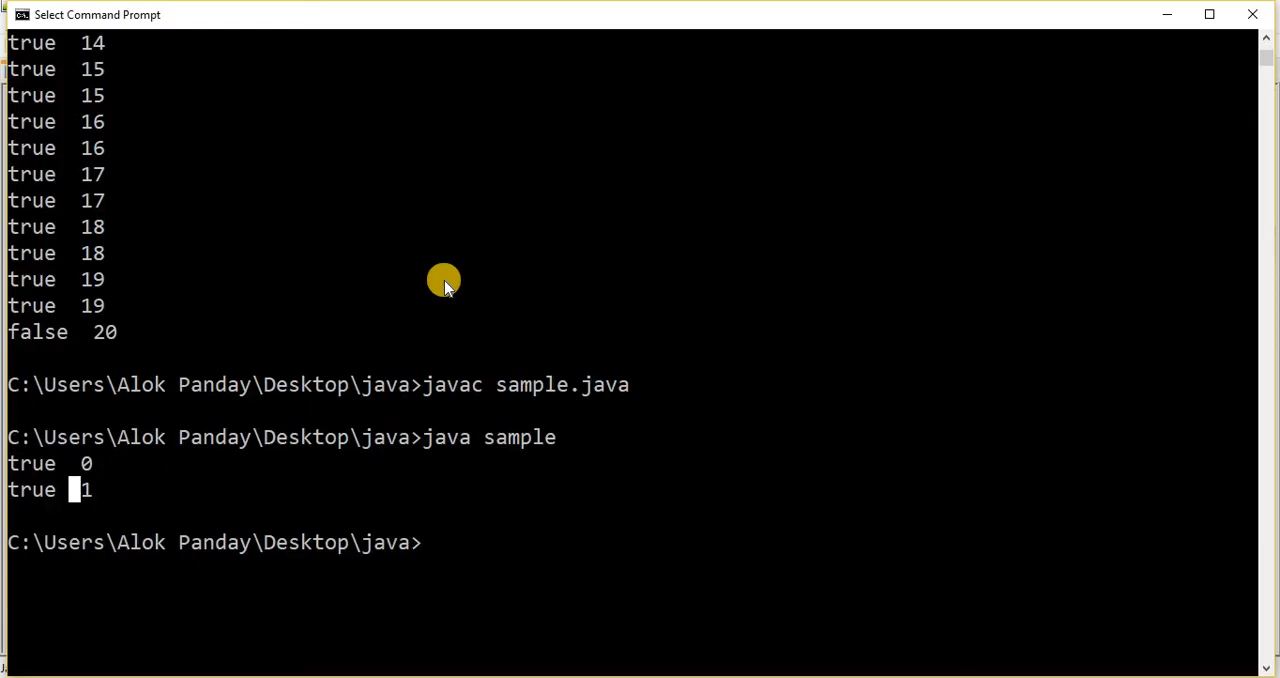 Select Command Prompt
true  14
true  15
true  15
true  16
true  16
true  17
true  17
true  18
true  18
true  19
true  19
false  20
C:\Users\Alok Panday\Desktop\java>javac sample.java
C:\Users\Alok Panday\Desktop\java>java sample
true  0
true  1
C:\Users\Alok Panday\Desktop\java>